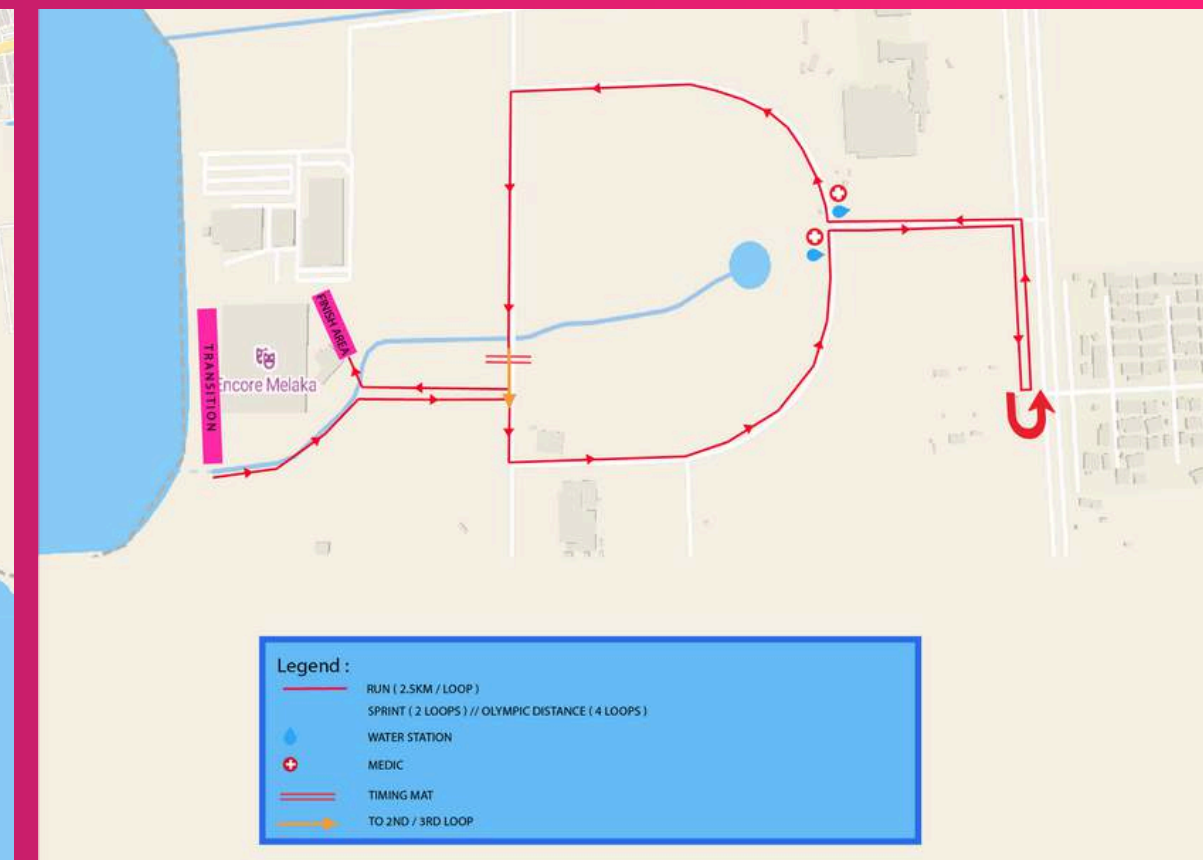 FINISH AREA
TRANSITION
Encore Melaka
Legend :
RUN ( 2.5KM / LOOP )
SPRINT ( 2 LOOPS ) // OLYMPIC DISTANCE ( 4 LOOPS )
WATER STATION
MEDIC
TIMING MAT
TO 2ND / 3RD LOOP